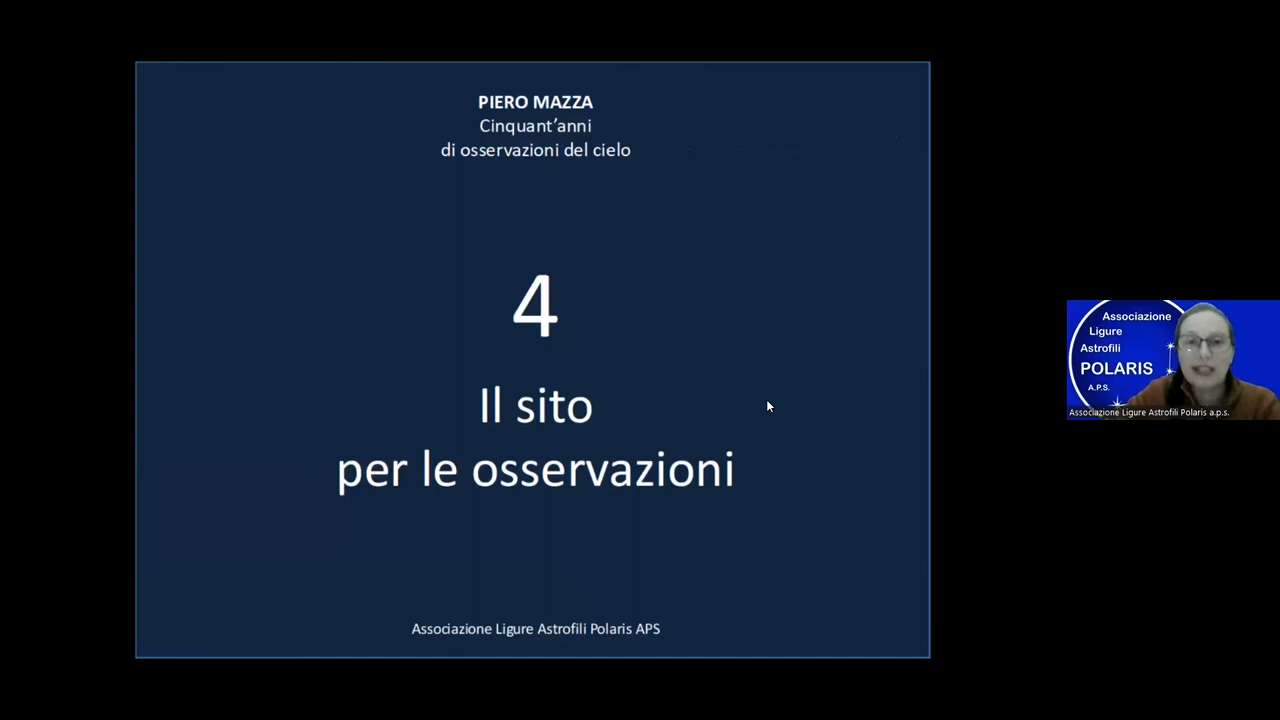 PIERO MAZZA
Cinquant’anni
di osservazioni del cielo
4
Il sito
per le osservazioni
Associazione Ligure Astrofili Polaris APS
Associazione
Ligure
Astrofili
POLARIS
A.P.S.
Associazione Ligure Astrofili Polaris a.p.s.